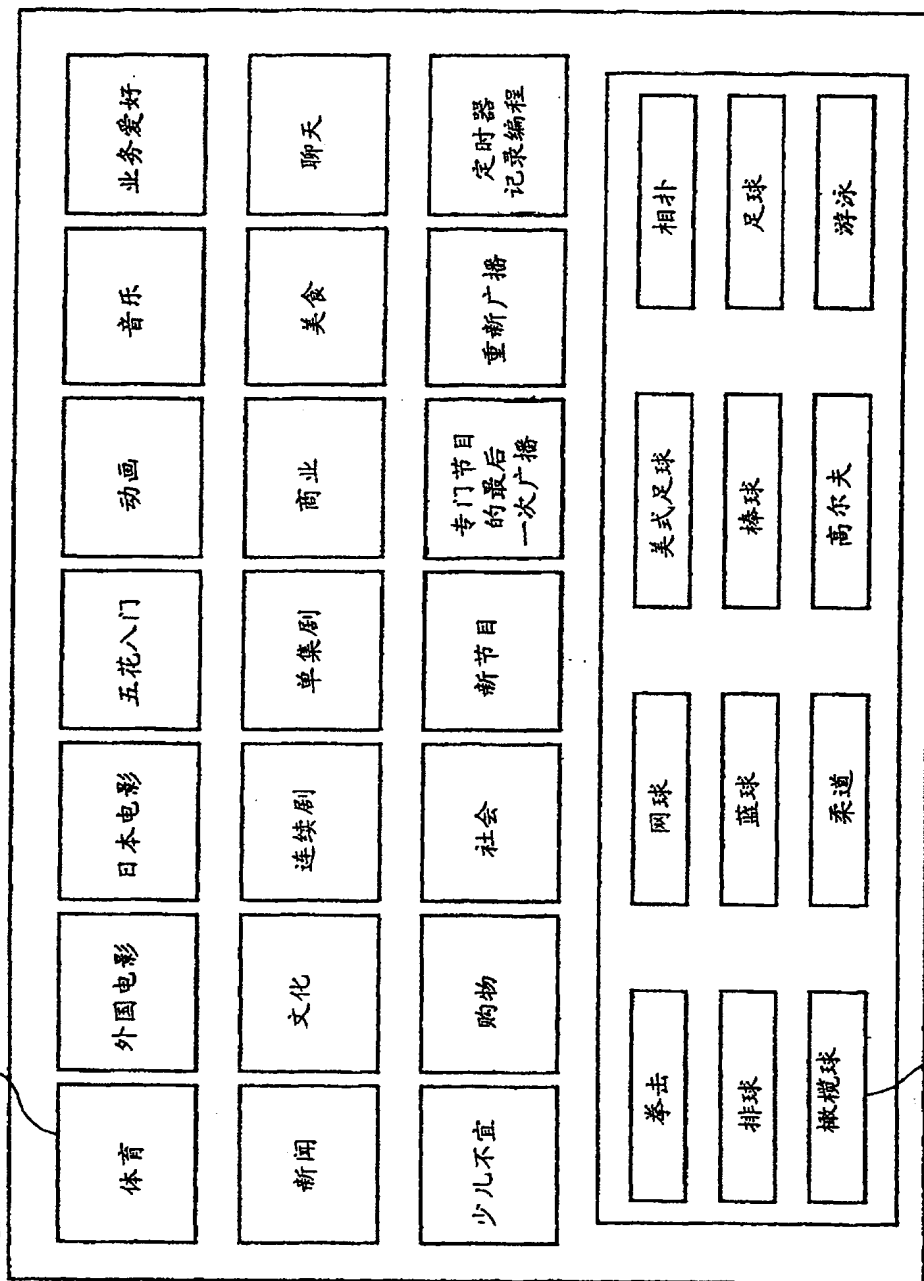 体育
外国电影
日本电影
五花入门
动画
音乐
业务爱好
新闻
文化
连续剧
单集剧
商业
美食
聊天
少儿不宜
购物
社会
新节目
专门节目
的最后
一次广播
重新广播
定时器
记录编程
拳击
网球
美式足球
相扑
排球
蓝球
棒球
足球
橄榄球
柔道
高尔夫
游泳